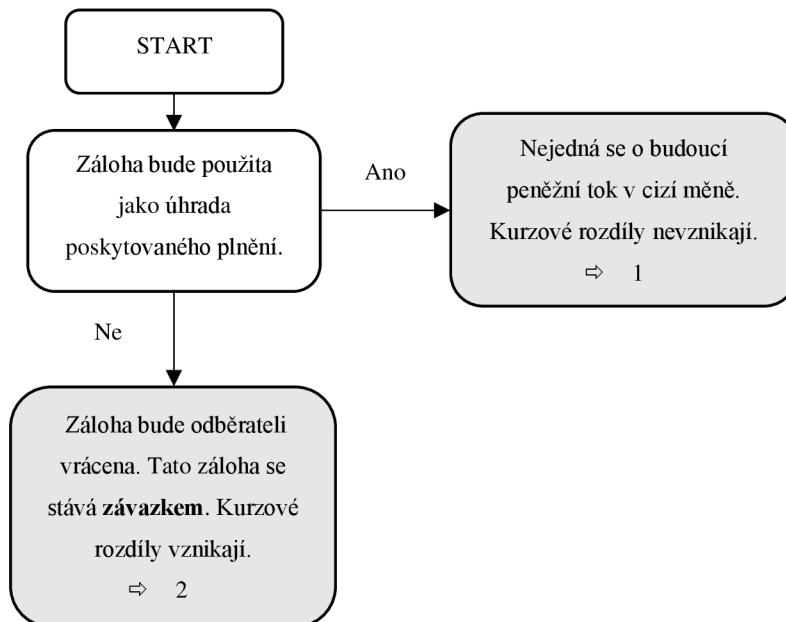 START
Záloha bude použita
jako úhrada
poskytovaného plnění.
Ano
Nejedná se o budoucí
peněžní tok v cizí měně.
Kurzové rozdíly nevznikají.
⇨ 1
Ne
Záloha bude odběrateli
vrácena. Tato záloha se
stává závazkem. Kurzové
rozdíly vznikají.
⇨ 2